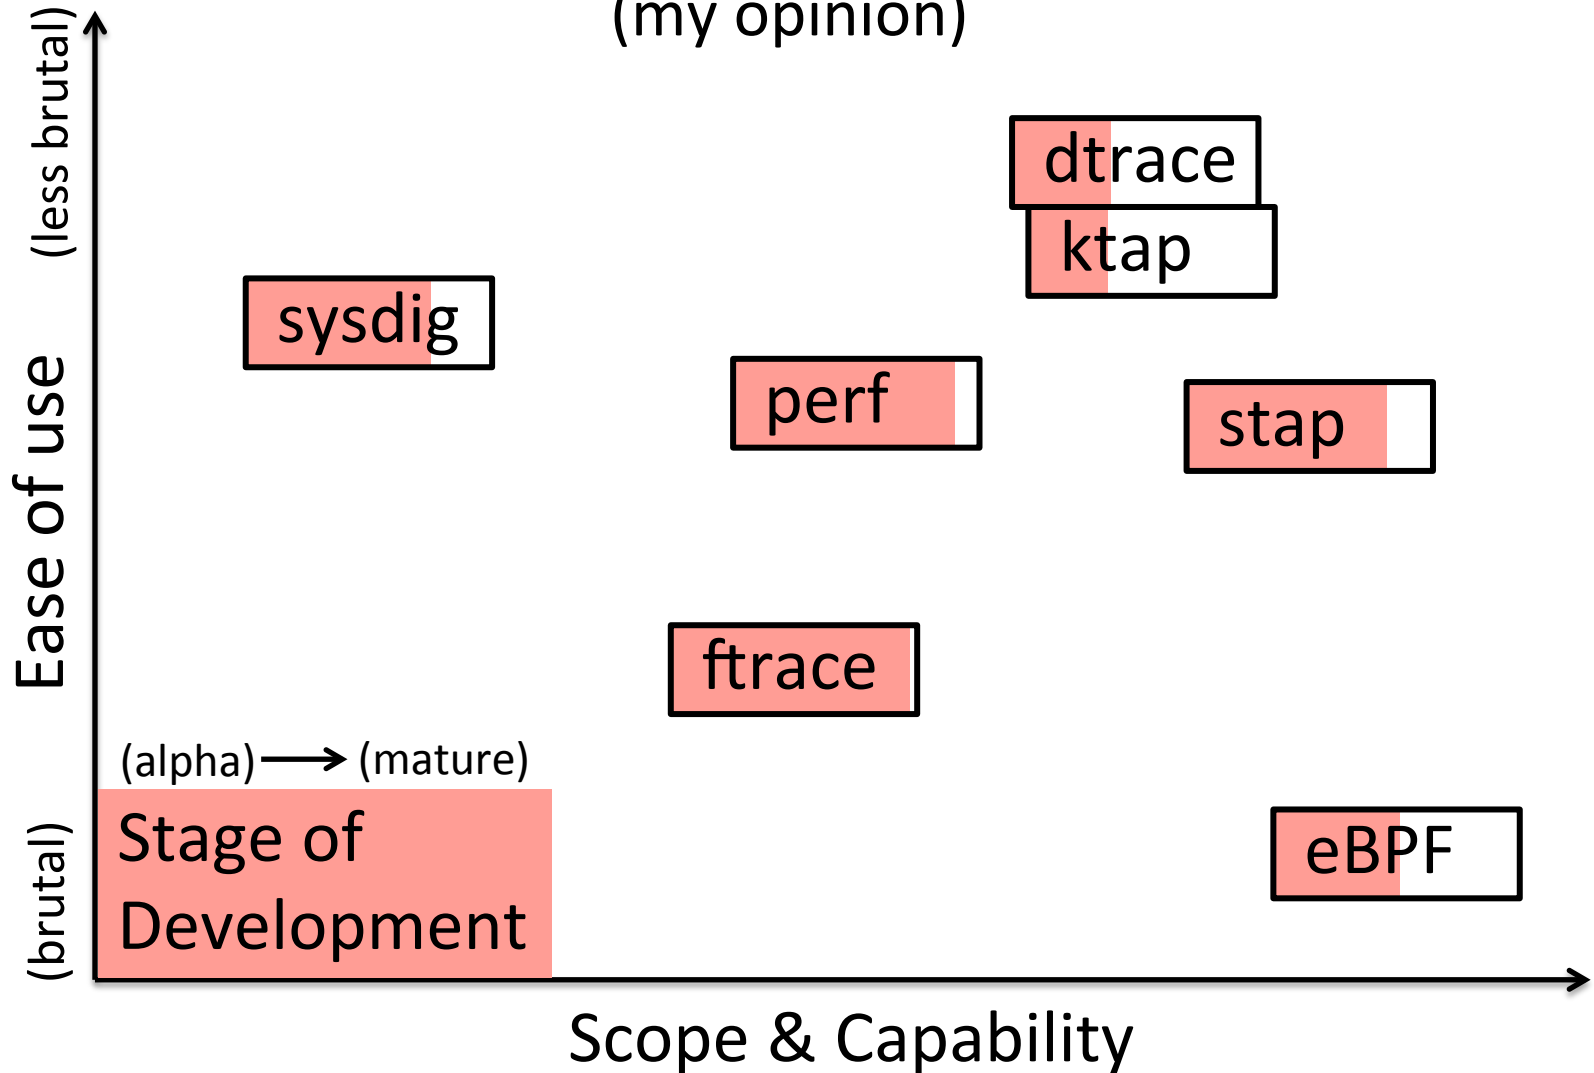 (my opinion)
(less brutal)
dtrace
ktap
sysdig
perf
stap
Ease of use
ftrace
(alpha) (mature)
Stage of
Development
eBPF
(brutal)
Scope & Capability